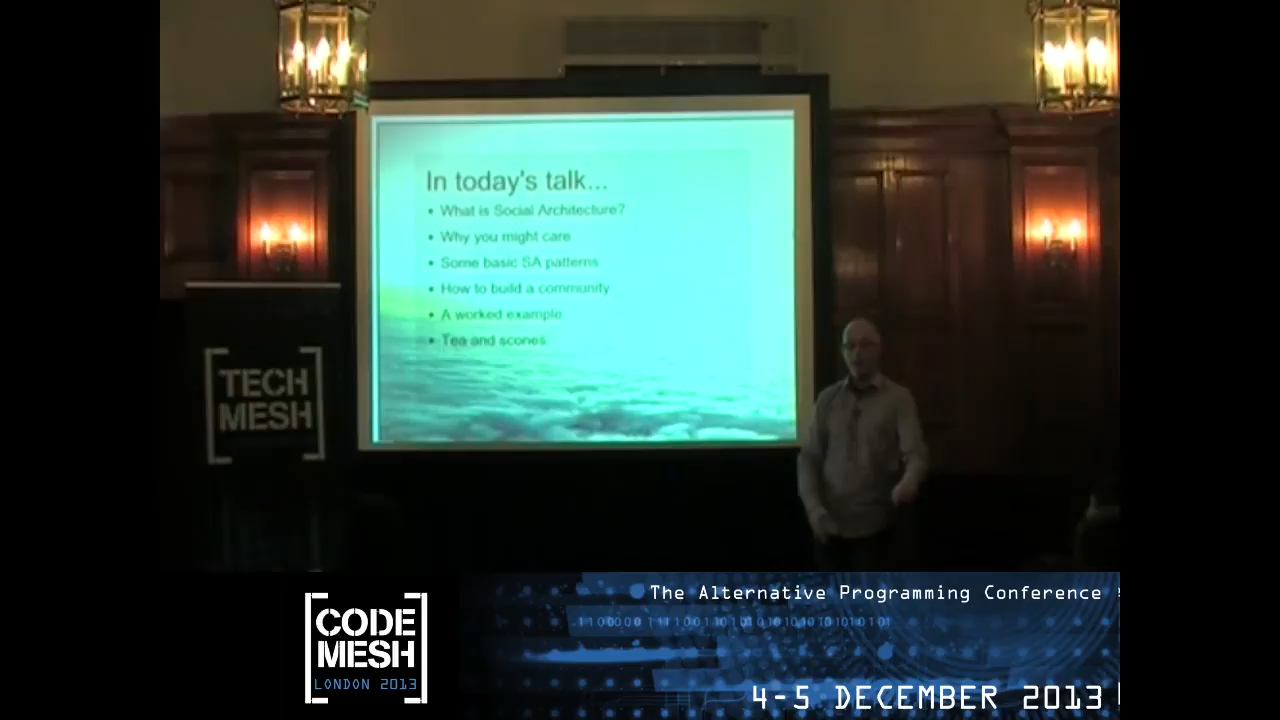 In today's talk...
• What is Social Architecture?
• Why you might care
• Some basic SA patterns
• How to build a community
• A worked example
• Tea and scones
TECH
MESH
CODE
MESH
LONDON 2013
The Alternative Programming Conference
4-5 DECEMBER 2013